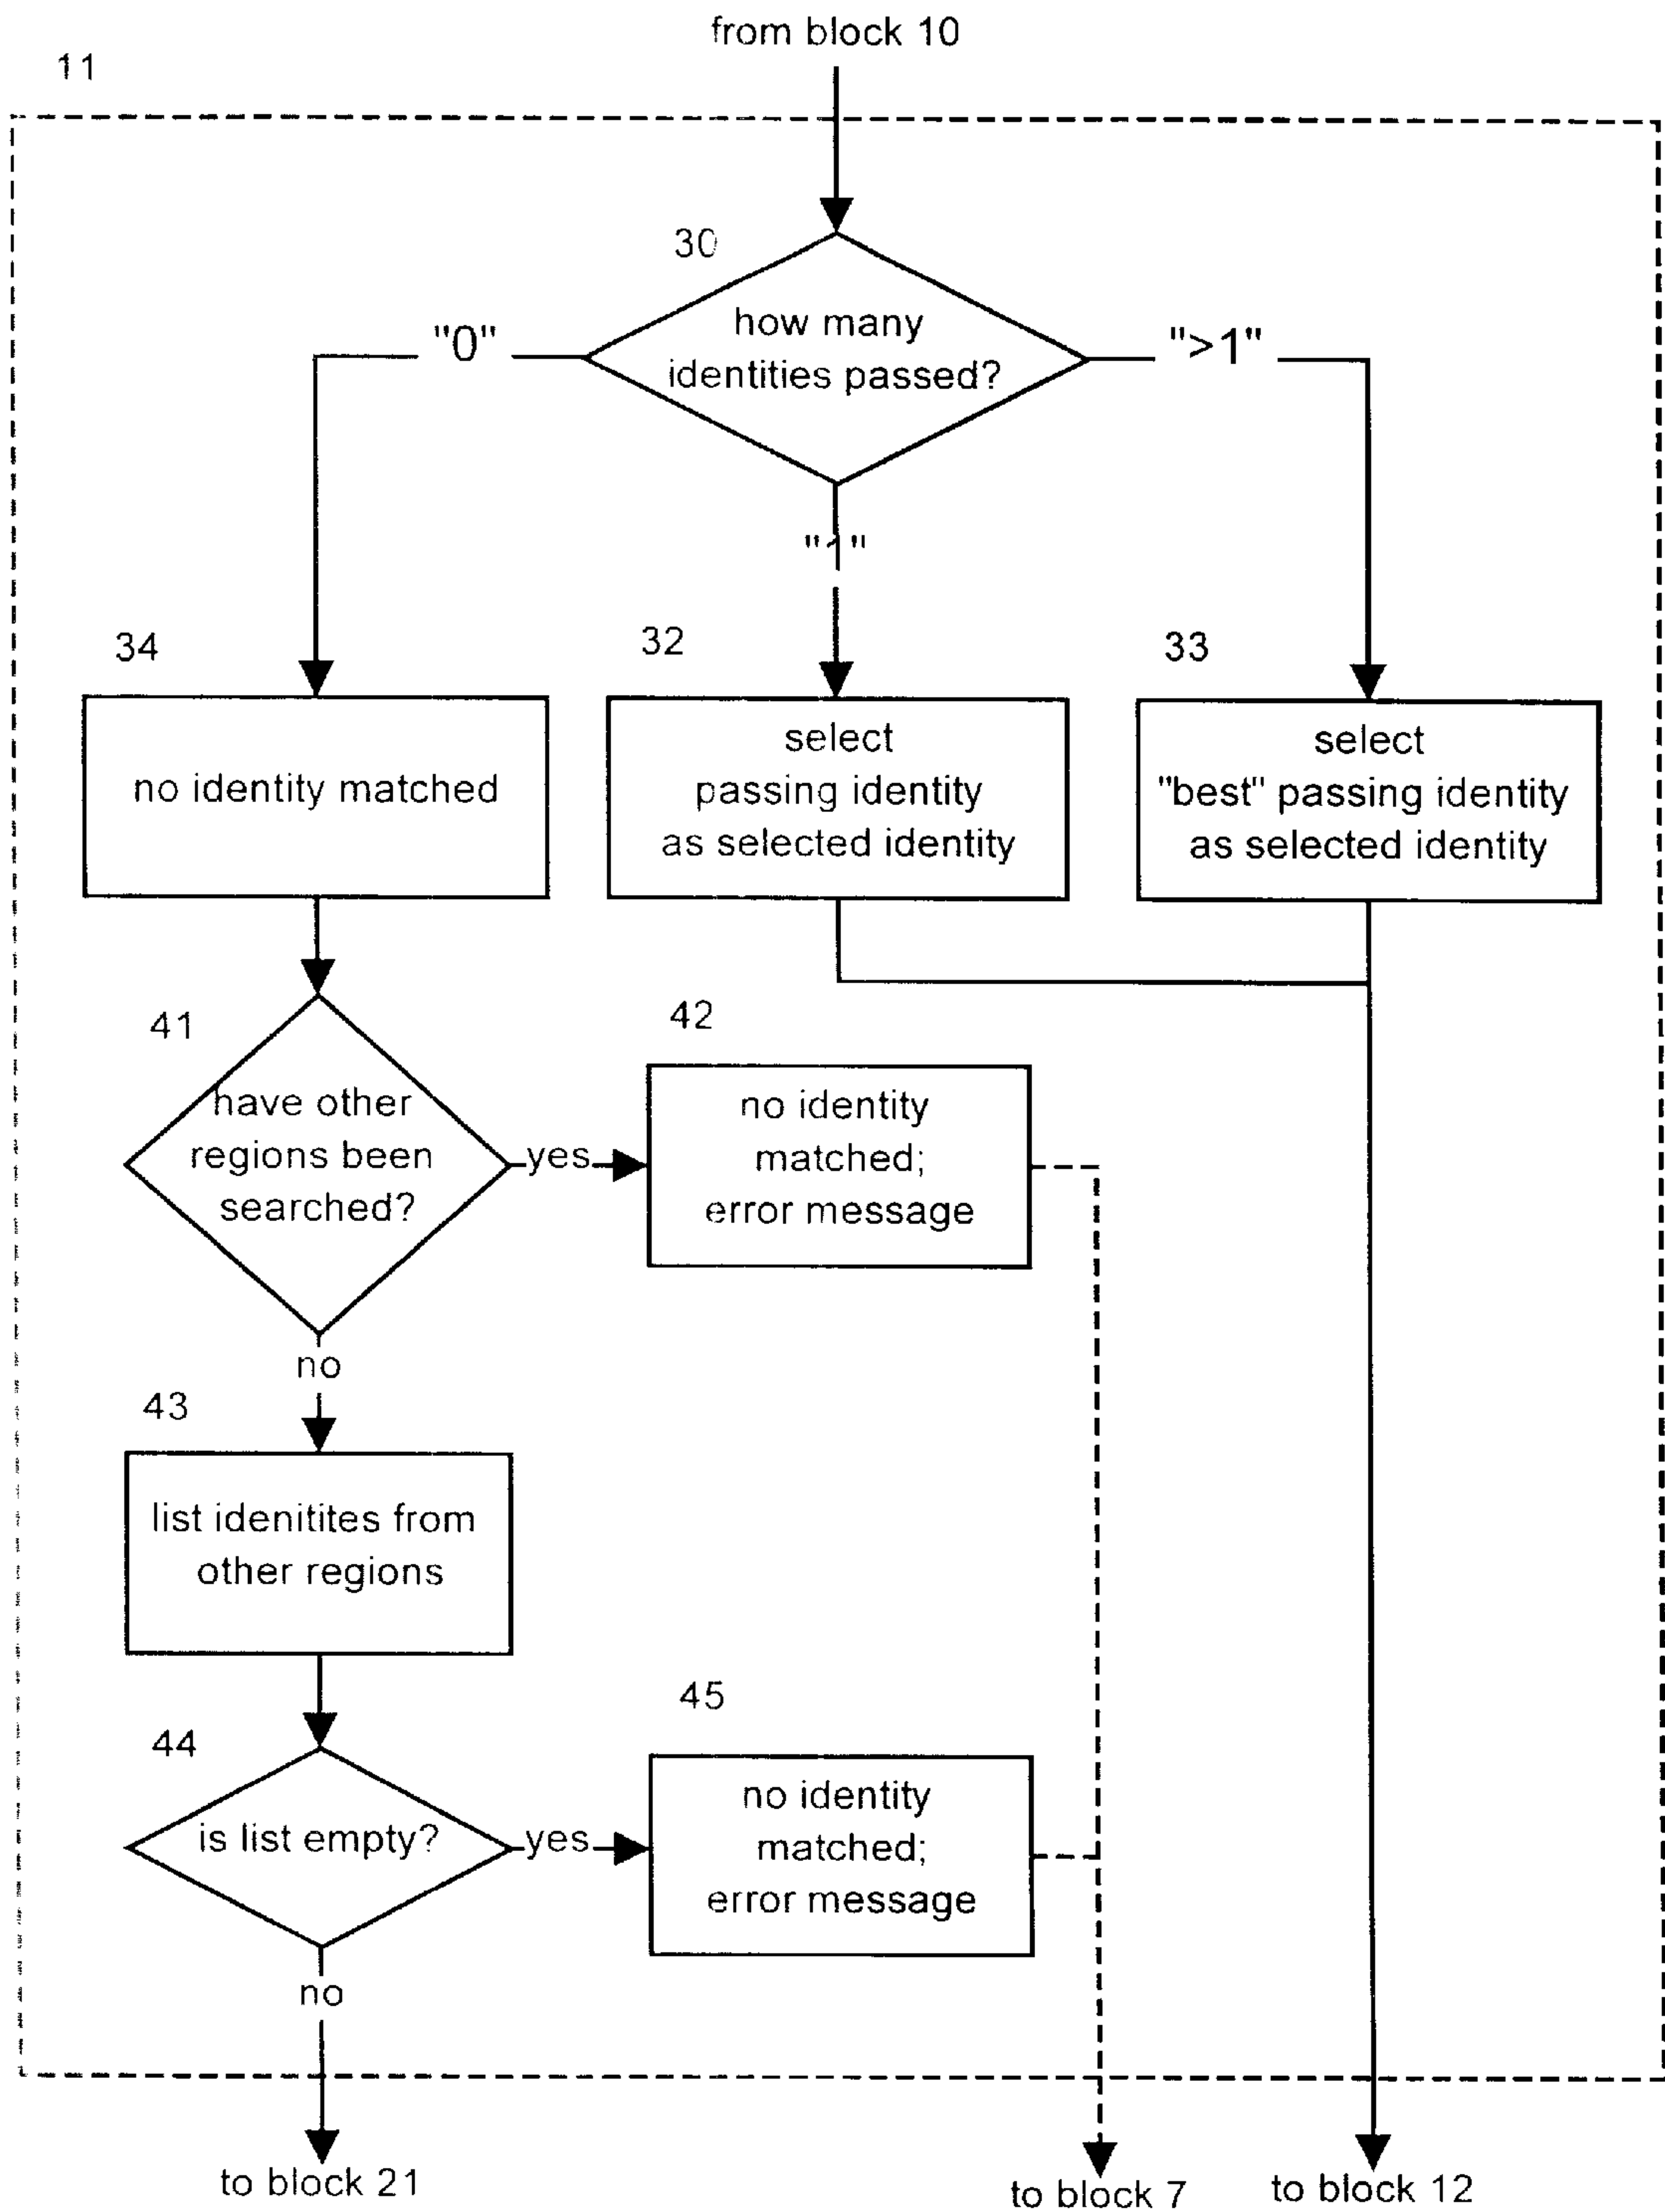 from block 10
11
30
how many
identities passed?
"0"
">1"
"1"
34
32
33
no identity matched
select
passing identity
as selected identity
select
"best" passing identity
as selected identity
41
have other
regions been
searched?
yes
42
no identity
matched;
error message
no
43
list idenitites from
other regions
44
is list empty?
yes
45
no identity
matched;
error message
no
to block 21
to block 7
to block 12